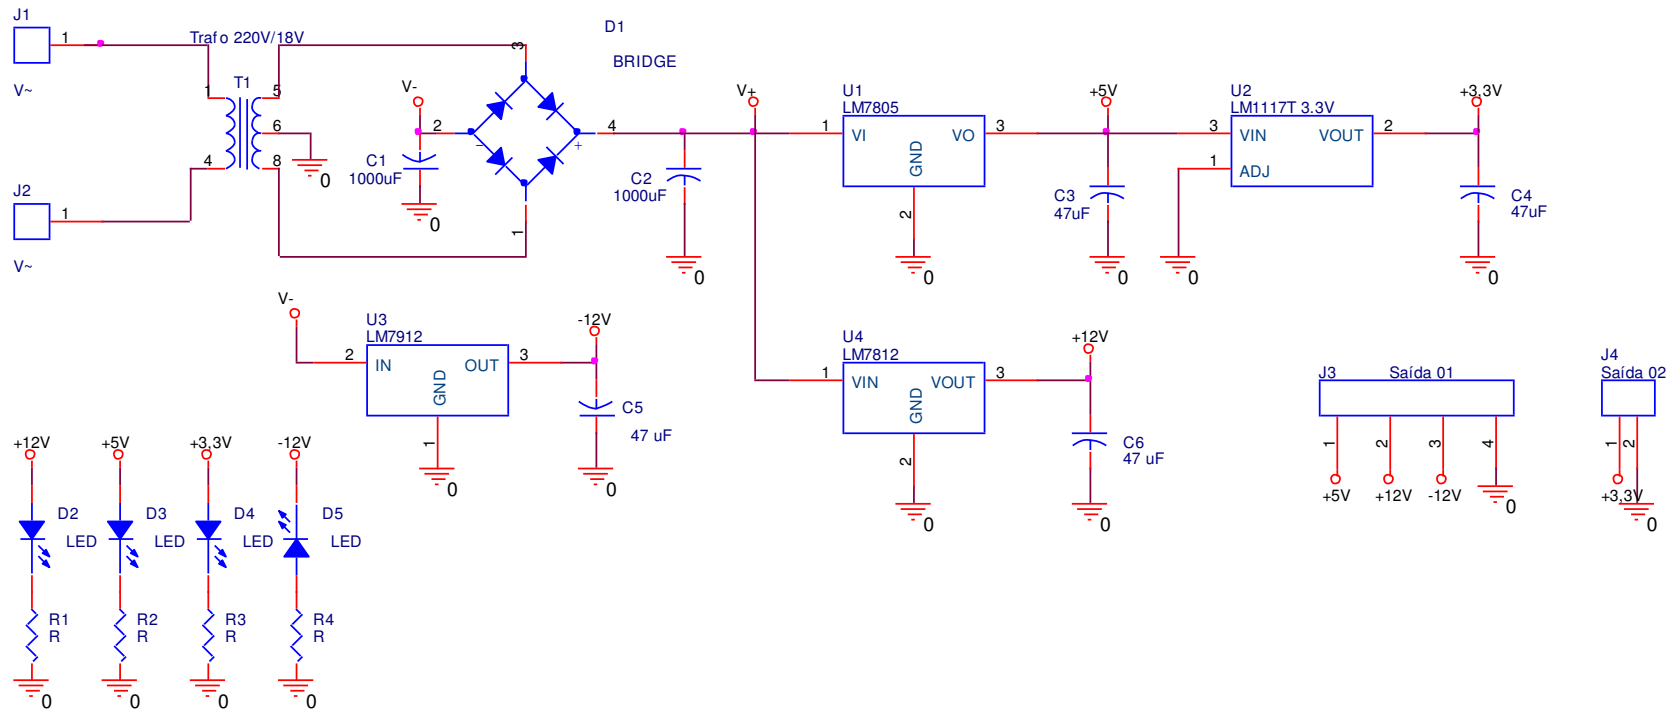 J1
1
V~
Trafo 220V/18V
T1
1
5
6
4
8
0
J2
1
V~
D1
BRIDGE
3
V-
2
4
-
+
1
C1
1000uF
0
C2
1000uF
0
V+
U1
LM7805
1
VI
VO
3
GND
2
0
+5V
C3
47uF
0
U2
LM1117T 3.3V
3
VIN
VOUT
2
1
ADJ
0
+3,3V
C4
47uF
0
V-
U3
LM7912
2
IN
OUT
3
GND
1
0
-12V
C5
47 uF
0
U4
LM7812
1
VIN
VOUT
3
GND
2
0
+12V
C6
47 uF
0
J3
Saída 01
1
2
3
4
+5V
+12V
-12V
0
J4
Saída 02
1
2
+3,3V
0
+12V
+5V
+3,3V
-12V
D2
LED
D3
LED
D4
LED
D5
LED
R1
R
R2
R
R3
R
R4
R
0
0
0
0